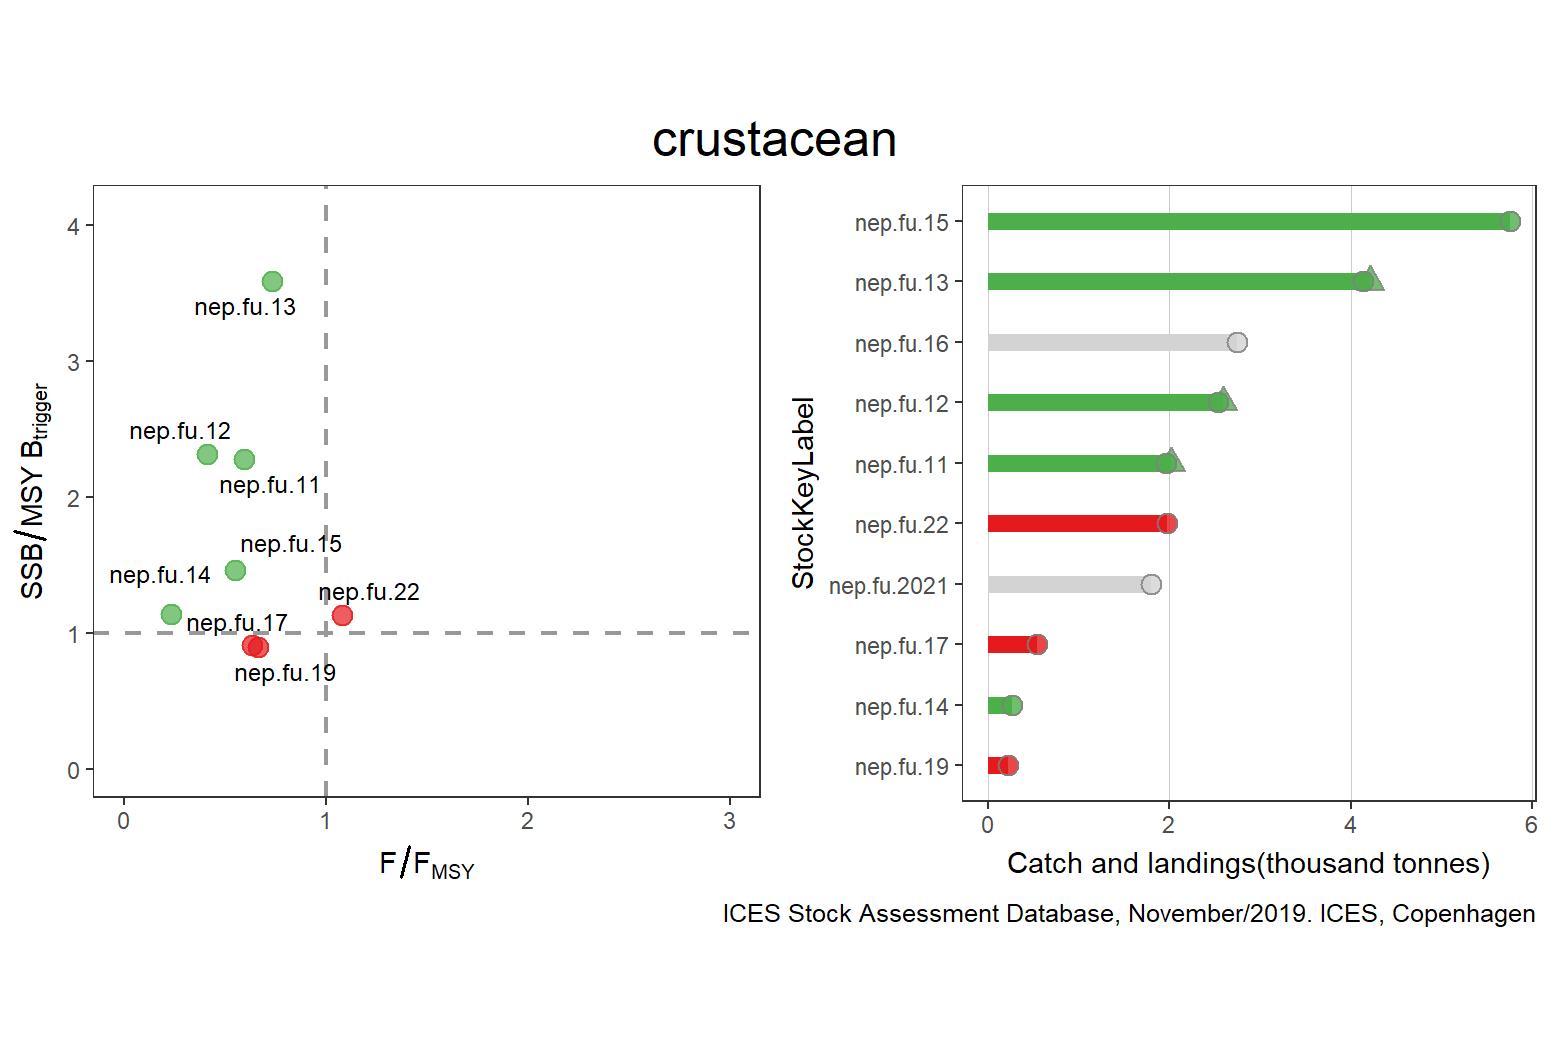 crustacean
4
3
2
1
0
SSB/MSY Btrigger
nep.fu.13
nep.fu.12
nep.fu.11
nep.fu.15
nep.fu.14
nep.fu.22
nep.fu.17
nep.fu.19
0 1 2 3
F/FMSY
StockKeyLabel
nep.fu.15
nep.fu.13
nep.fu.16
nep.fu.12
nep.fu.11
nep.fu.22
nep.fu.2021
nep.fu.17
nep.fu.14
nep.fu.19
0 2 4 6
Catch and landings(thousand tonnes)
ICES Stock Assessment Database, November/2019. ICES, Copenhagen